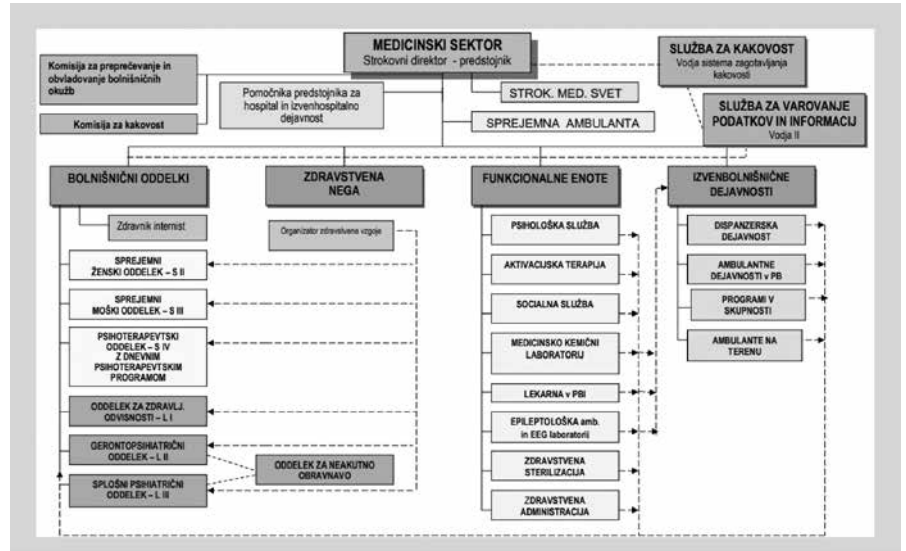 MEDICINSKI SEKTOR
Strokovni direktor - predstojnik
Komisija za preprečevanje in
obvladovanje bolnišničnih
okužb
Komisija za kakovost
Pomočnika predstojnika za
hospital in izvenhospitalno
dejavnost
STROK. MED. SVET
SPREJEMNA AMBULANTA
SLUŽBA ZA KAKOVOST
Vodja sistema zagotavljanja
kakovosti
SLUŽBA ZA VAROVANJE
PODATKOV IN INFORMACIJ
Vodja II
BOLNIŠNIČNI ODDELKI
Zdravnik internist
SPREJEMNI
ŽENSKI ODDELEK – S II
SPREJEMNI
MOŠKI ODDELEK – S III
PSIHOTERAPEVTSKI
ODDELEK – S IV
Z DNEVNIM
PSIHOTERAPEVTSKIM
PROGRAMOM
ODDELEK ZA ZDRAVLJ.
ODVISNOSTI – L I
GERONTOPSIHIATRIČNI
ODDELEK – L II
SPLOŠNI PSIHIATRIČNI
ODDELEK – L III
ODDELEK ZA NEAKUTNO
OBRAVNAVO
ZDRAVSTVENA
NEGA
Organizator zdravstvene vzgoje
FUNKCIONALNE ENOTE
PSIHOLOŠKA SLUŽBA
AKTIVACIJSKA TERAPIJA
SOCIALNA SLUŽBA
MEDICINSKO KEMIČNI
LABORATORIJ
LEKARNA v PBI
EPILEPTOLOŠKA amb.
in EEG laboratorij
ZDRAVSTVENA
STERILIZACIJA
ZDRAVSTVENA
ADMINISTRACIJA
IZVENBOLNIŠNIČNE
DEJAVNOSTI
DISPANZERSKA
DEJAVNOST
AMBULANTNE
DEJAVNOSTI v PB
PROGRAMI V
SKUPNOSTI
AMBULANTE NA
TERENU